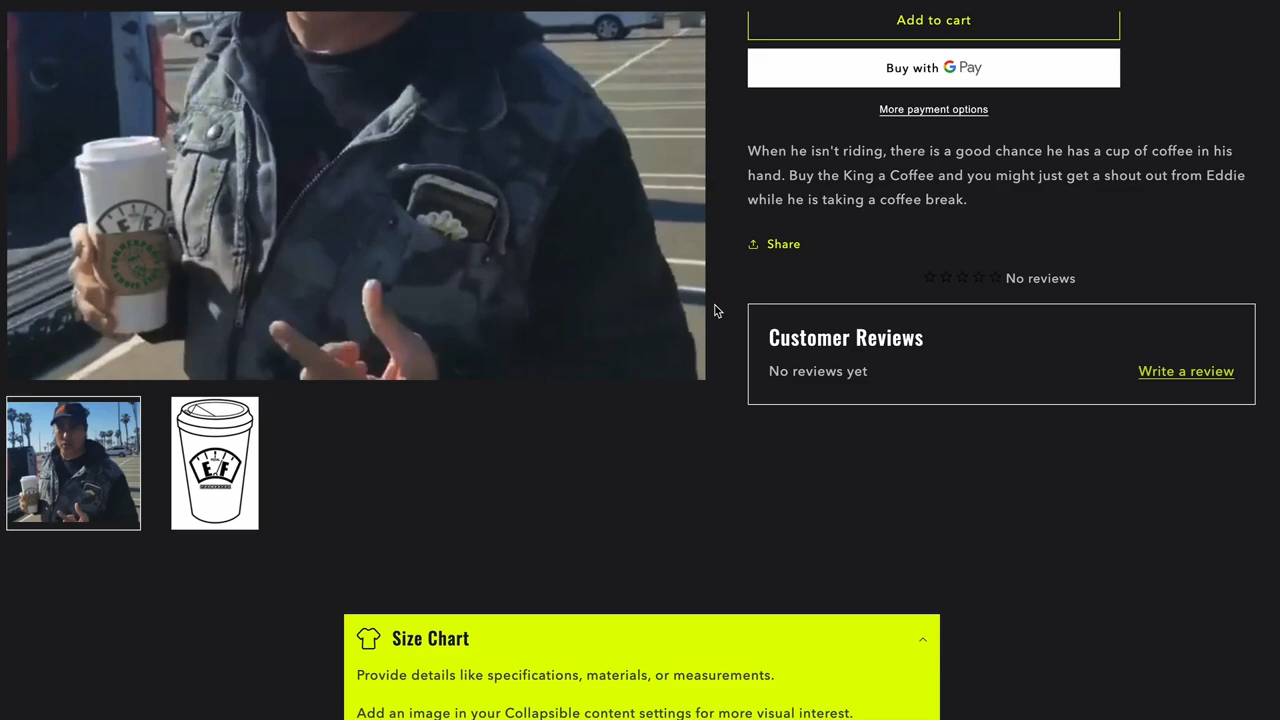 Add to cart
Buy with G Pay
More payment options
When he isn't riding, there is a good chance he has a cup of coffee in his
hand. Buy the King a Coffee and you might just get a shout out from Eddie
while he is taking a coffee break.
Share
No reviews
Customer Reviews
No reviews yet
Write a review
E F
E F
Size Chart
Provide details like specifications, materials, or measurements.
Add an image in your Collapsible content settings for more visual interest.